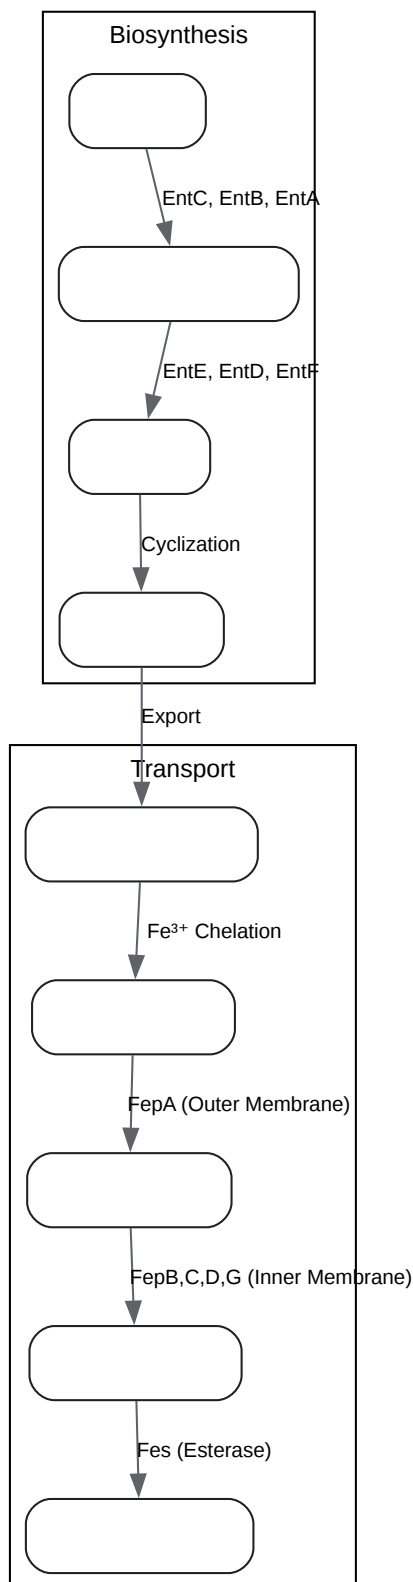 Biosynthesis
EntC, EntB, EntA
EntE, EntD, EntF
Cyclization
Export
Transport
Fe³⁺ Chelation
FepA (Outer Membrane)
FepB,C,D,G (Inner Membrane)
Fes (Esterase)